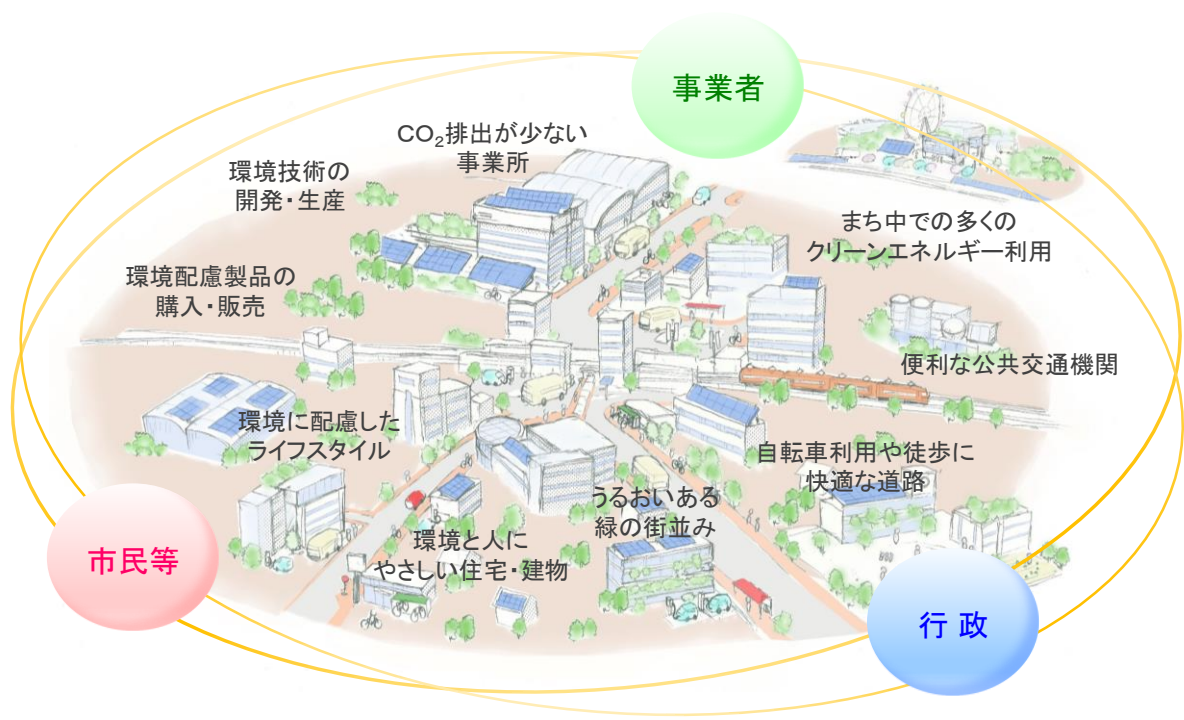 事業者
CO₂排出が少ない
事業所
環境技術の
開発・生産
まち中での多くの
クリーンエネルギー利用
環境配慮製品の
購入・販売
便利な公共交通機関
環境に配慮した
ライフスタイル
自転車利用や徒歩に
快適な道路
うるおいある
緑の街並み
環境と人に
やさしい住宅・建物
市民等
行政